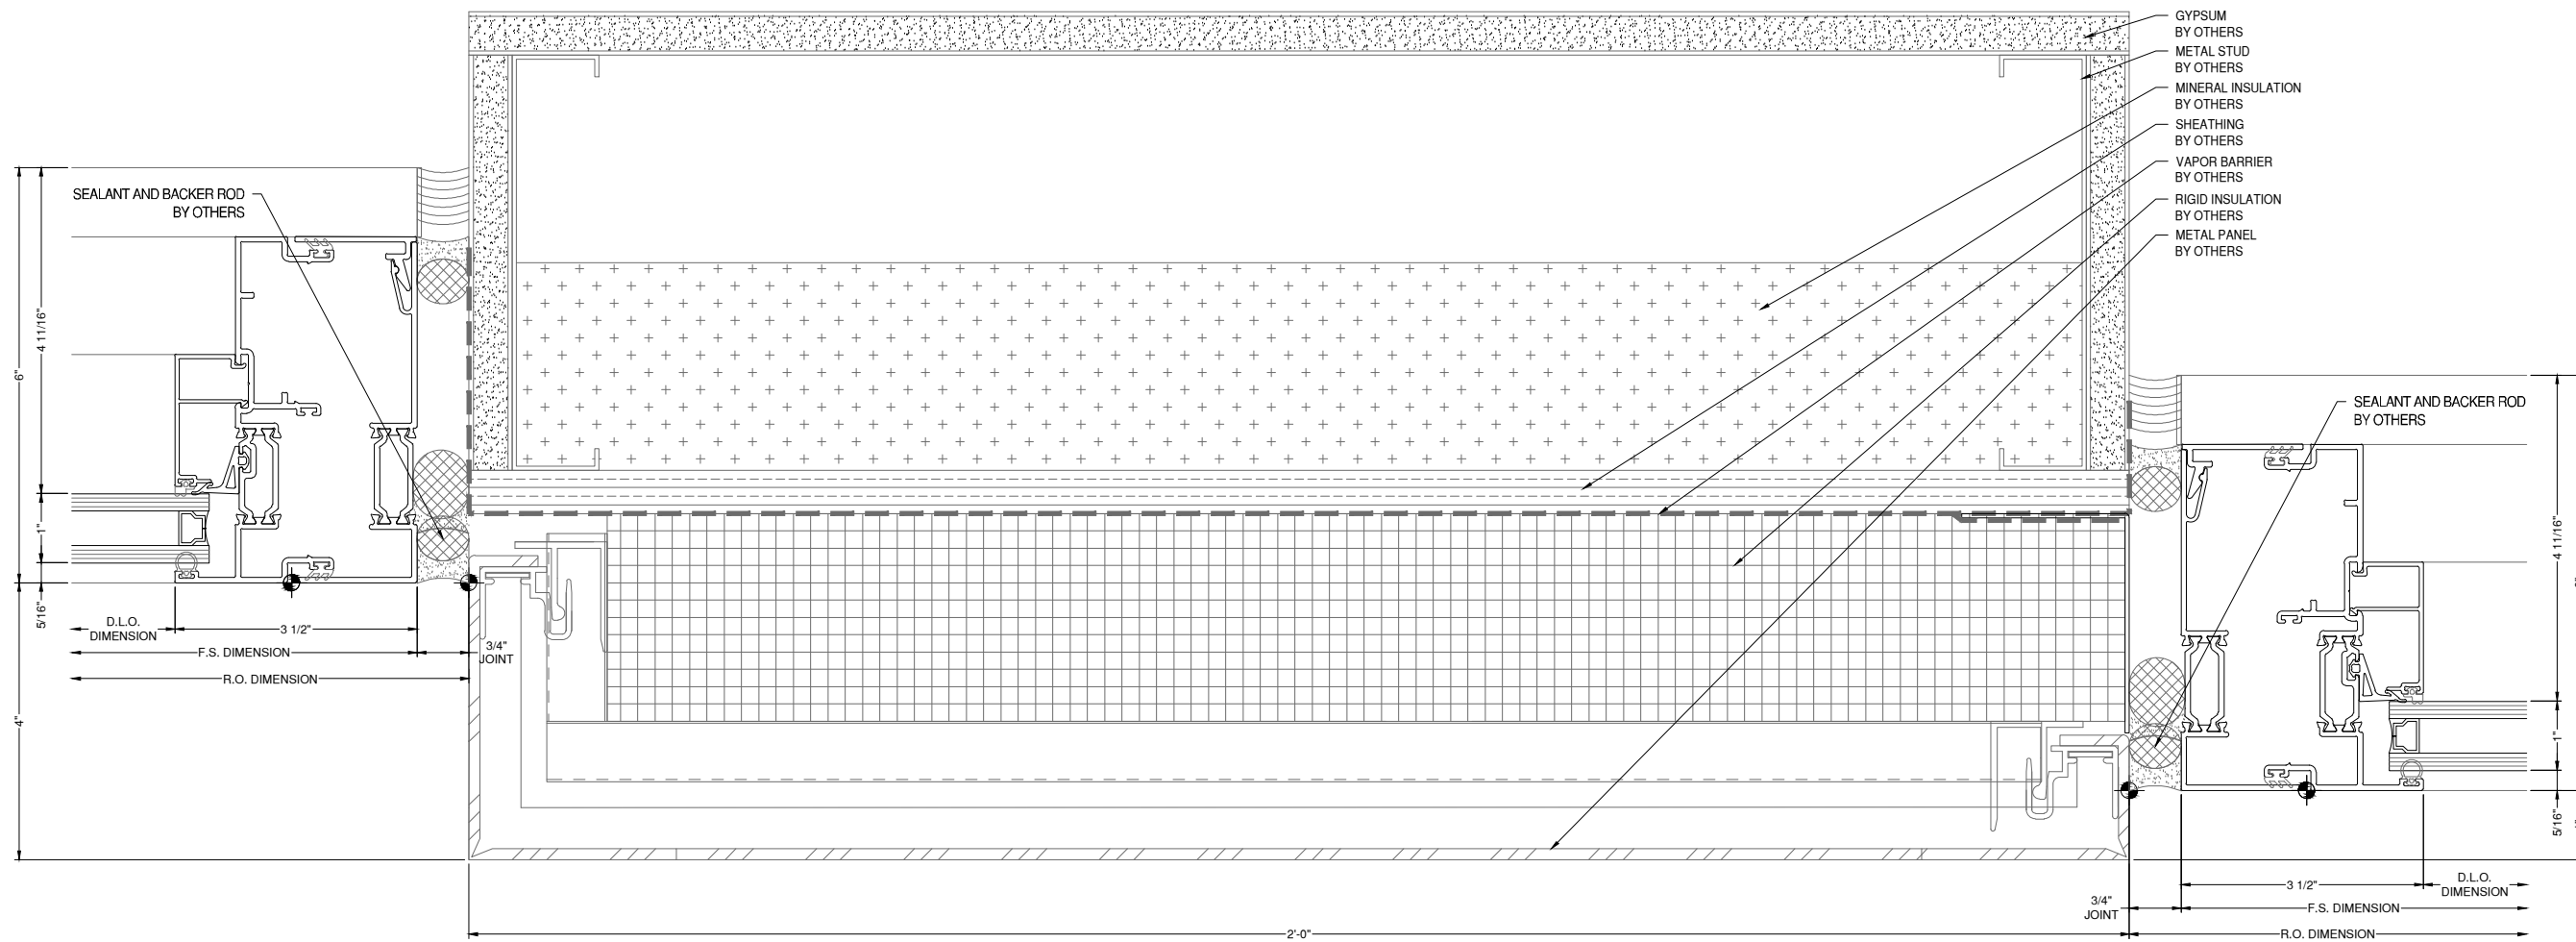 GYPSUM
BY OTHERS
METAL STUD
BY OTHERS
MINERAL INSULATION
BY OTHERS
SHEATHING
BY OTHERS
VAPOR BARRIER
BY OTHERS
RIGID INSULATION
BY OTHERS
METAL PANEL
BY OTHERS
SEALANT AND BACKER ROD
BY OTHERS
6"
4 11/16"
1"
5/16"
4"
D.L.O.
DIMENSION
3 1/2"
F.S. DIMENSION
3/4"
JOINT
R.O. DIMENSION
SEALANT AND BACKER ROD
BY OTHERS
4 11/16"
1"
5/16"
3 1/2"
D.L.O.
DIMENSION
3/4"
JOINT
F.S. DIMENSION
2'-0"
R.O. DIMENSION